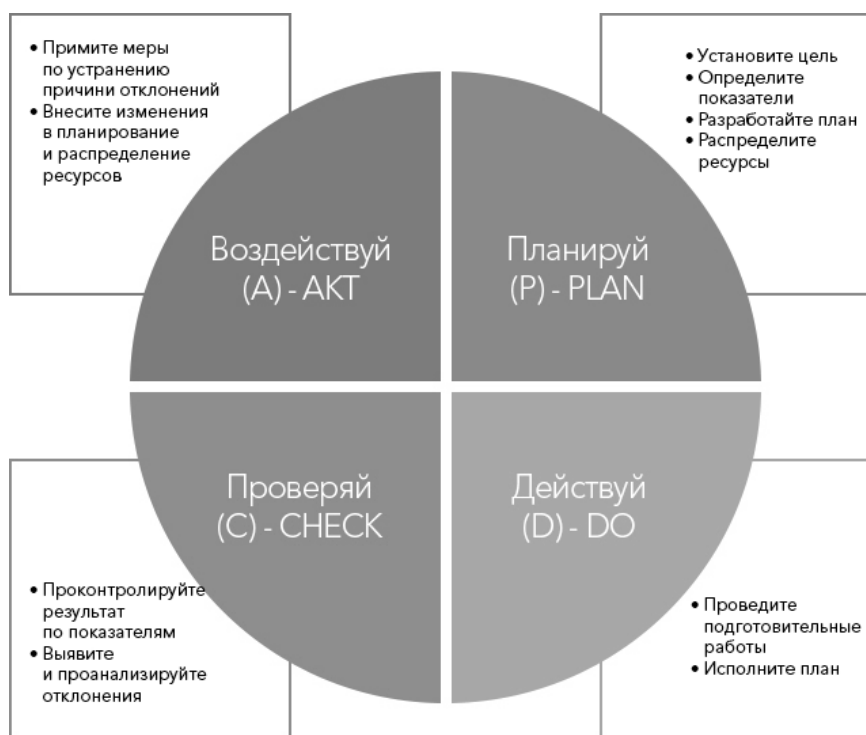 • Примите меры
по устранению
причини отклонений
• Внесите изменения
в планирование
и распределение
ресурсов
• Установите цель
• Определите
показатели
• Разработайте план
• Распределите
ресурсы
Воздействуй
(A) - AKT
Планируй
(P) - PLAN
Проверяй
(C) - CHECK
Действуй
(D) - DO
• Проконтролируйте
результат
по показателям
• Выявите
и проанализируйте
отклонения
• Проведите
подготовительные
работы
• Исполните план